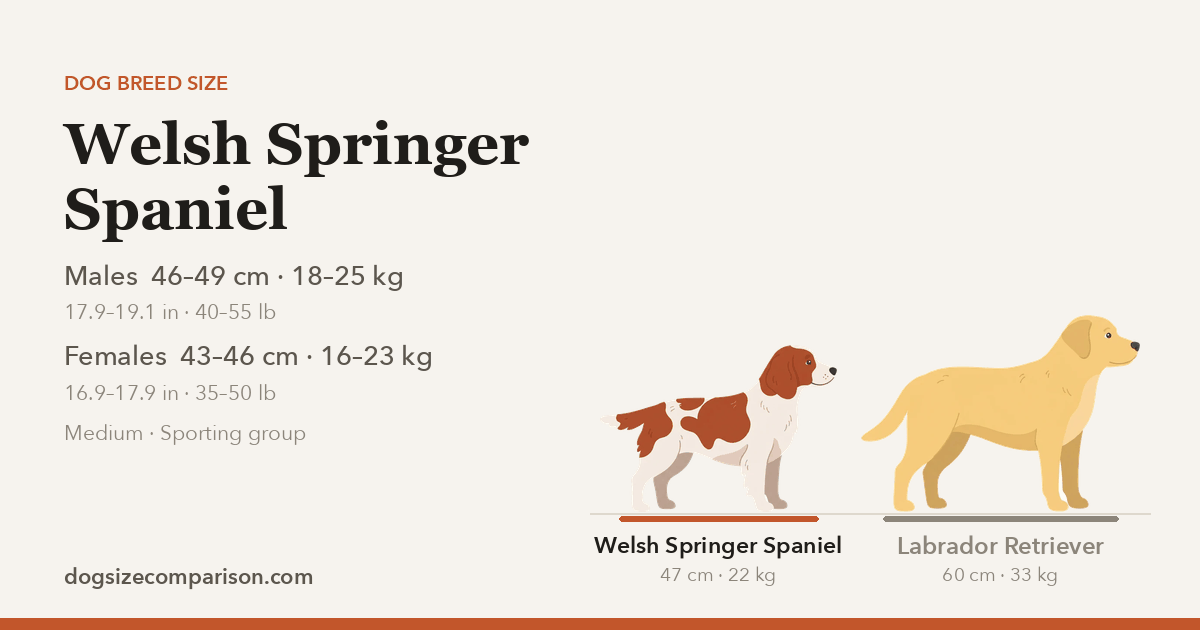 DOG BREED SIZE
Welsh Springer
Spaniel
Males 46–49 cm · 18–25 kg
17.9–19.1 in · 40–55 lb
Females 43–46 cm · 16–23 kg
16.9–17.9 in · 35–50 lb
Medium · Sporting group
Welsh Springer Spaniel
47 cm · 22 kg
Labrador Retriever
60 cm · 33 kg
dogsizecomparison.com